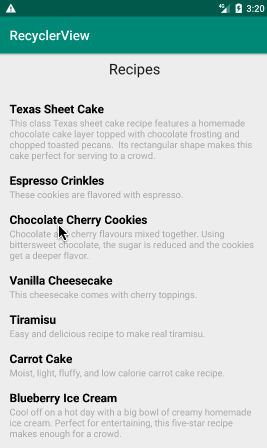 4G 3:20
RecyclerView
Recipes
Texas Sheet Cake
This class Texas sheet cake recipe features a homemade
chocolate cake layer topped with chocolate frosting and
chopped toasted pecans. Its rectangular shape makes this
cake perfect for serving to a crowd.
Espresso Crinkles
These cookies are flavored with espresso.
Chocolate Cherry Cookies
Chocolate and cherry flavours mixed together. Using
bittersweet chocolate, the sugar is reduced and the cookies
get a deeper flavor.
Vanilla Cheesecake
This cheesecake comes with cherry toppings.
Tiramisu
Easy and delicious recipe to make real tiramisu.
Carrot Cake
Moist, light, fluffy, and low calorie carrot cake recipe.
Blueberry Ice Cream
Cool off on a hot day with a big bowl of creamy homemade
ice cream. Perfect for entertaining, this five-star recipe
makes enough for a crowd.